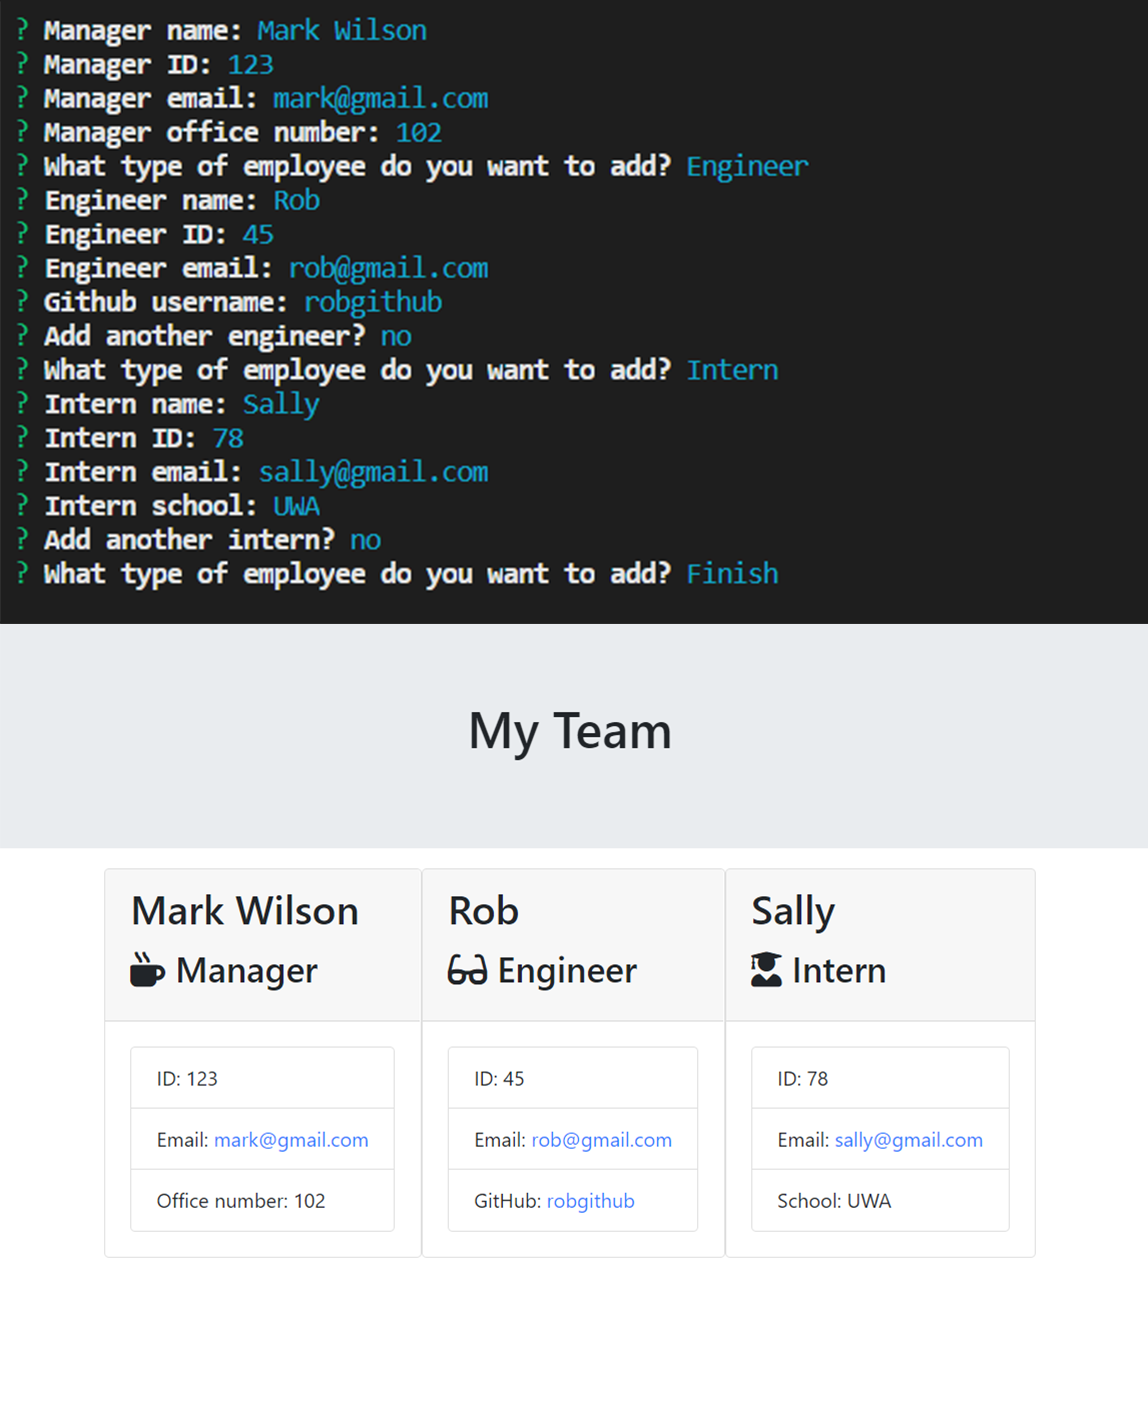 ? Manager name: Mark Wilson
? Manager ID: 123
? Manager email: mark@gmail.com
? Manager office number: 102
? What type of employee do you want to add? Engineer
? Engineer name: Rob
? Engineer ID: 45
? Engineer email: rob@gmail.com
? Github username: robgithub
? Add another engineer? no
? What type of employee do you want to add? Intern
? Intern name: Sally
? Intern ID: 78
? Intern email: sally@gmail.com
? Intern school: UWA
? Add another intern? no
? What type of employee do you want to add? Finish
My Team
Mark Wilson
Manager
ID: 123
Email: mark@gmail.com
Office number: 102
Rob
Engineer
ID: 45
Email: rob@gmail.com
GitHub: robgithub
Sally
Intern
ID: 78
Email: sally@gmail.com
School: UWA